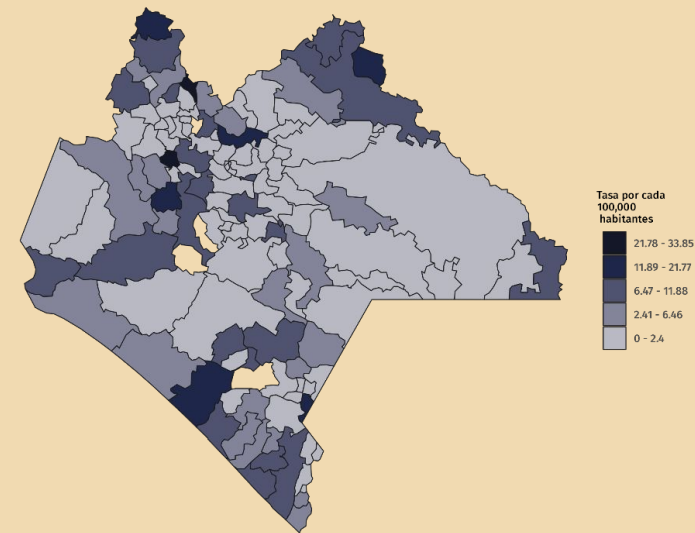 Tasa por cada
100,000
habitantes
21.78 - 33.85
11.89 - 21.77
6.47 - 11.88
2.41 - 6.46
0 - 2.4